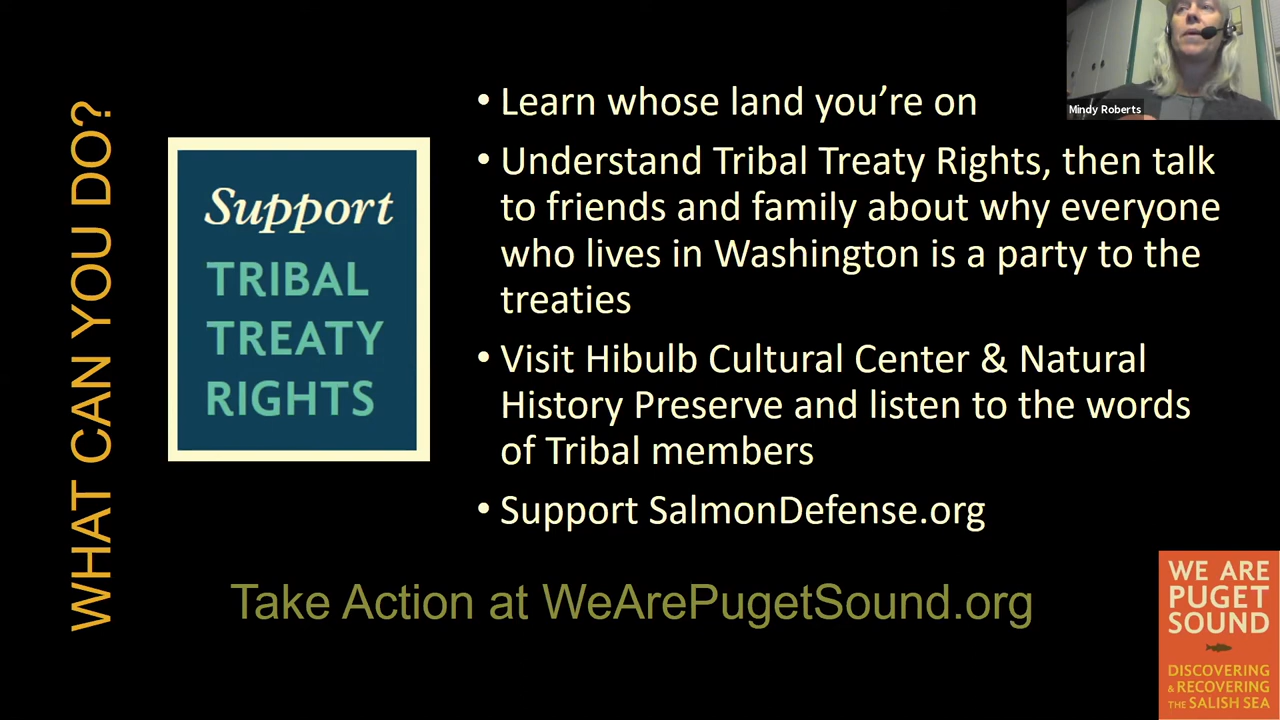 WHAT CAN YOU DO?
Support
TRIBAL
TREATY
RIGHTS
• Learn whose land you’re on
• Understand Tribal Treaty Rights, then talk
to friends and family about why everyone
who lives in Washington is a party to the
treaties
• Visit Hibulb Cultural Center & Natural
History Preserve and listen to the words
of Tribal members
• Support SalmonDefense.org
Take Action at WeArePugetSound.org
Mindy Roberts
WE ARE
PUGET
SOUND
DISCOVERING
& RECOVERING
THE SALISH SEA